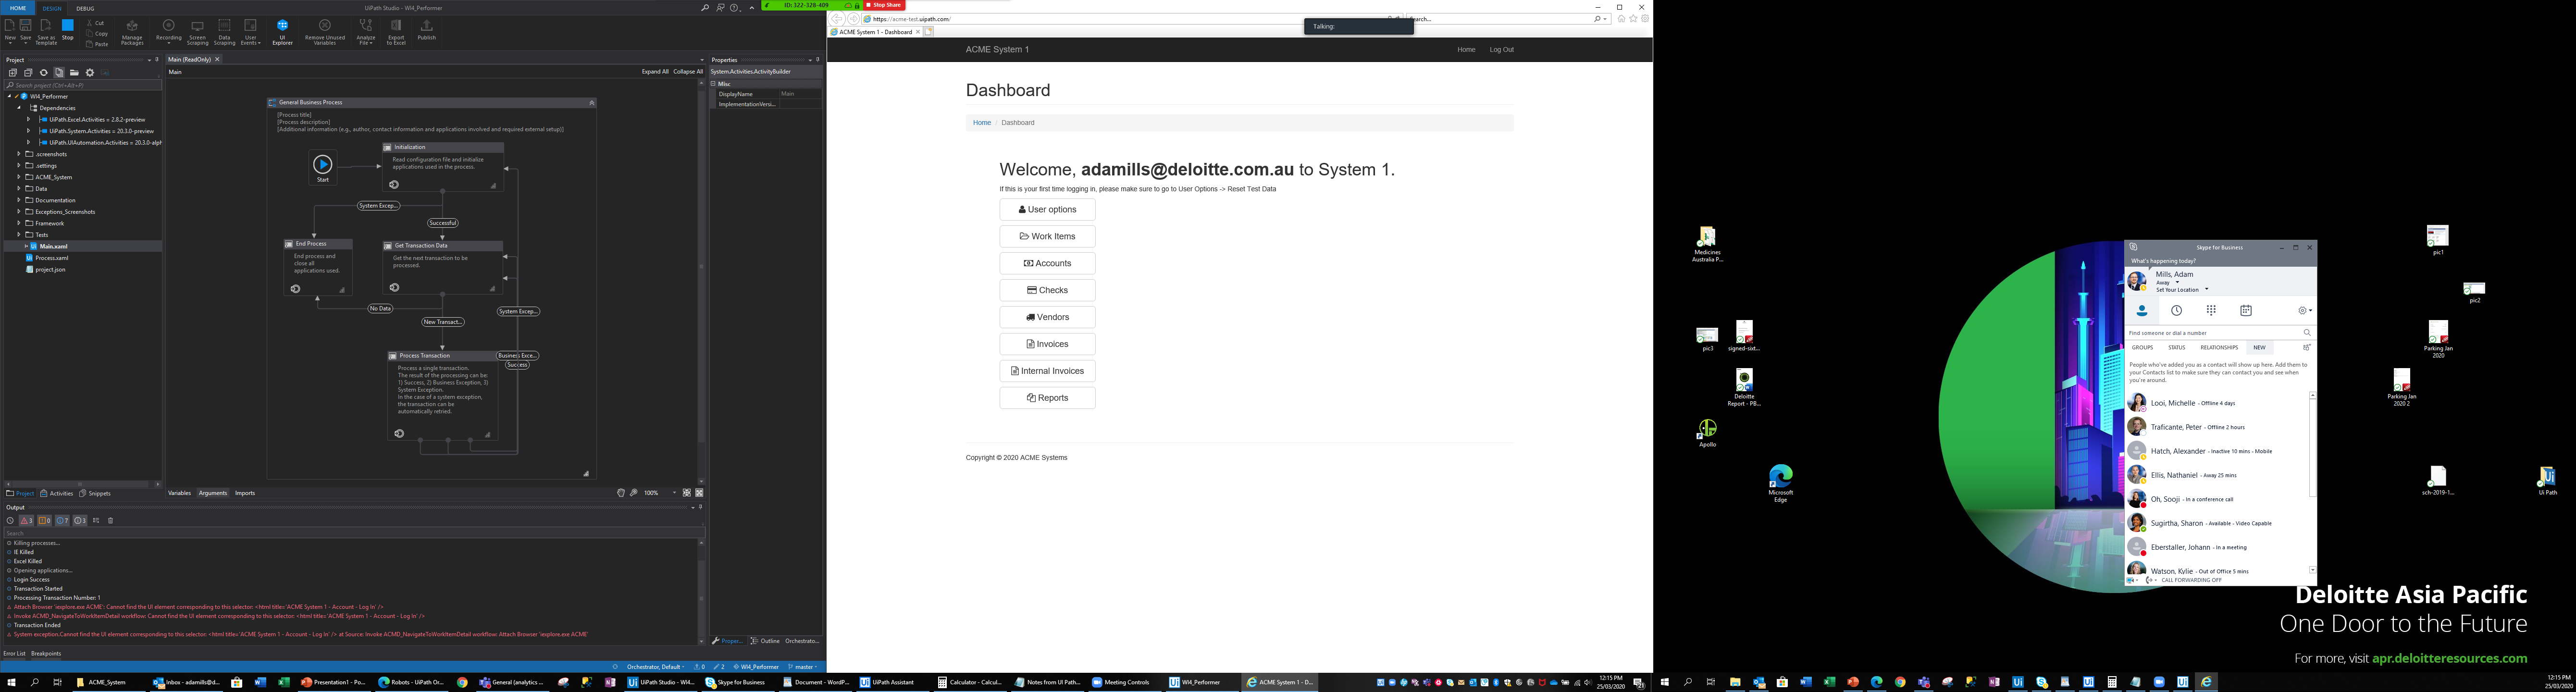 HOME DESIGN DEBUG
UiPath Studio - WI4_Performer
ID: 322-328-409 Stop Share
New Save Save as Template Stop Cut Copy Paste Manage Packages Recording Screen Scraping Data Scraping User Events UI Explorer Remove Unused Variables Analyze File Export to Excel Publish
Project
Search project (Ctrl+Alt+P)
WI4_Performer
Dependencies
UiPath.Excel.Activities = 2.8.2-preview
UiPath.System.Activities = 20.3.0-preview
UiPath.UIAutomation.Activities = 20.3.0-alph
.screenshots
.settings
ACME_System
Data
Documentation
Exceptions_Screenshots
Framework
Tests
Main.xaml
Process.xaml
project.json
Project Activities Snippets
Main (ReadOnly)
Main Expand All Collapse All
General Business Process
[Process title]
[Process description]
[Additional information (e.g., author, contact information and applications involved and required external setup)]
Start
Initialization
Read configuration file and initialize applications used in the process.
System Excep...
Successful
End Process
End process and close all applications used.
Get Transaction Data
Get the next transaction to be processed.
No Data
New Transact...
System Excep...
Business Exce...
Success
Process Transaction
Process a single transaction.
The result of the processing can be:
1) Success, 2) Business Exception, 3) System Exception.
In the case of a system exception, the transaction can be automatically retried.
Variables Arguments Imports 100%
Properties
System.Activities.ActivityBuilder
Misc
DisplayName Main
ImplementationVersi...
Proper... Outline Orchestrato...
Output
3 0 7 3
Search
Killing processes...
IE Killed
Excel Killed
Opening applications...
Login Success
Transaction Started
Processing Transaction Number: 1
Attach Browser 'iexplore.exe ACME': Cannot find the UI element corresponding to this selector: <html title='ACME System 1 - Account - Log In' />
Invoke ACMD_NavigateToWorkItemDetail workflow: Cannot find the UI element corresponding to this selector: <html title='ACME System 1 - Account - Log In' />
Transaction Ended
System exception.Cannot find the UI element corresponding to this selector: <html title='ACME System 1 - Account - Log In' /> at Source: Invoke ACMD_NavigateToWorkItemDetail workflow: Attach Browser 'iexplore.exe ACME'
Error List Breakpoints
Orchestrator, Default 0 2 WI4_Performer master
https://acme-test.uipath.com/
Search...
Talking:
ACME System 1 - Dashboard
ACME System 1 Home Log Out
Dashboard
Home / Dashboard
Welcome, adamills@deloitte.com.au to System 1.
If this is your first time logging in, please make sure to go to User Options -> Reset Test Data
User options
Work Items
Accounts
Checks
Vendors
Invoices
Internal Invoices
Reports
Copyright © 2020 ACME Systems
Medicines Australia P...
pic3
signed-sixt...
Deloitte Report - PB...
Apollo
Microsoft Edge
Skype for Business
What's happening today?
Mills, Adam
Away
Set Your Location
Find someone or dial a number
GROUPS STATUS RELATIONSHIPS NEW
People who've added you as a contact will show up here. Add them to your Contacts list to make sure they can contact you and see when you're around.
Looi, Michelle - Offline 4 days
Traficante, Peter - Offline 2 hours
Hatch, Alexander - Inactive 10 mins - Mobile
Ellis, Nathaniel - Away 25 mins
Oh, Sooji - In a conference call
Sugirtha, Sharon - Available - Video Capable
Eberstaller, Johann - In a meeting
Watson, Kylie - Out of Office 5 mins
CALL FORWARDING OFF
pic1
pic2
Parking Jan 2020
Parking Jan 2020 2
sch-2019-1...
Ui Path
Deloitte Asia Pacific
One Door to the Future
For more, visit apr.deloitteresources.com
ACME_System
Inbox - adamills@d...
Presentation1 - Po...
Robots - UiPath Or...
General (analytics ...
UiPath Studio - WI4...
Skype for Business
Document - WordP...
UiPath Assistant
Calculator - Calcul...
Notes from UI Path...
Meeting Controls
WI4_Performer
ACME System 1 - D...
12:15 PM
25/03/2020
12:15 PM
25/03/2020